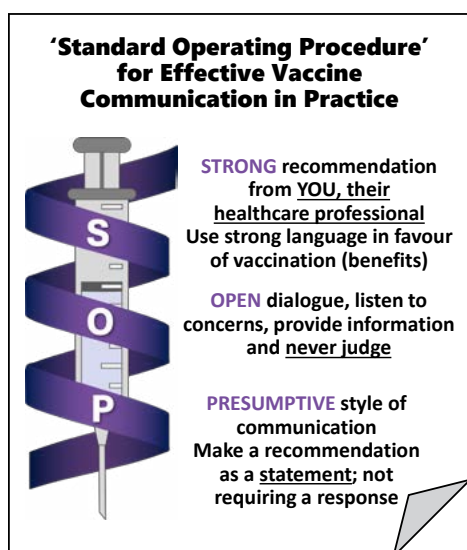 ‘Standard Operating Procedure’
for Effective Vaccine
Communication in Practice
S
O
P
STRONG recommendation
from YOU, their
healthcare professional
Use strong language in favour
of vaccination (benefits)
OPEN dialogue, listen to
concerns, provide information
and never judge
PRESUMPTIVE style of
communication
Make a recommendation
as a statement; not
requiring a response